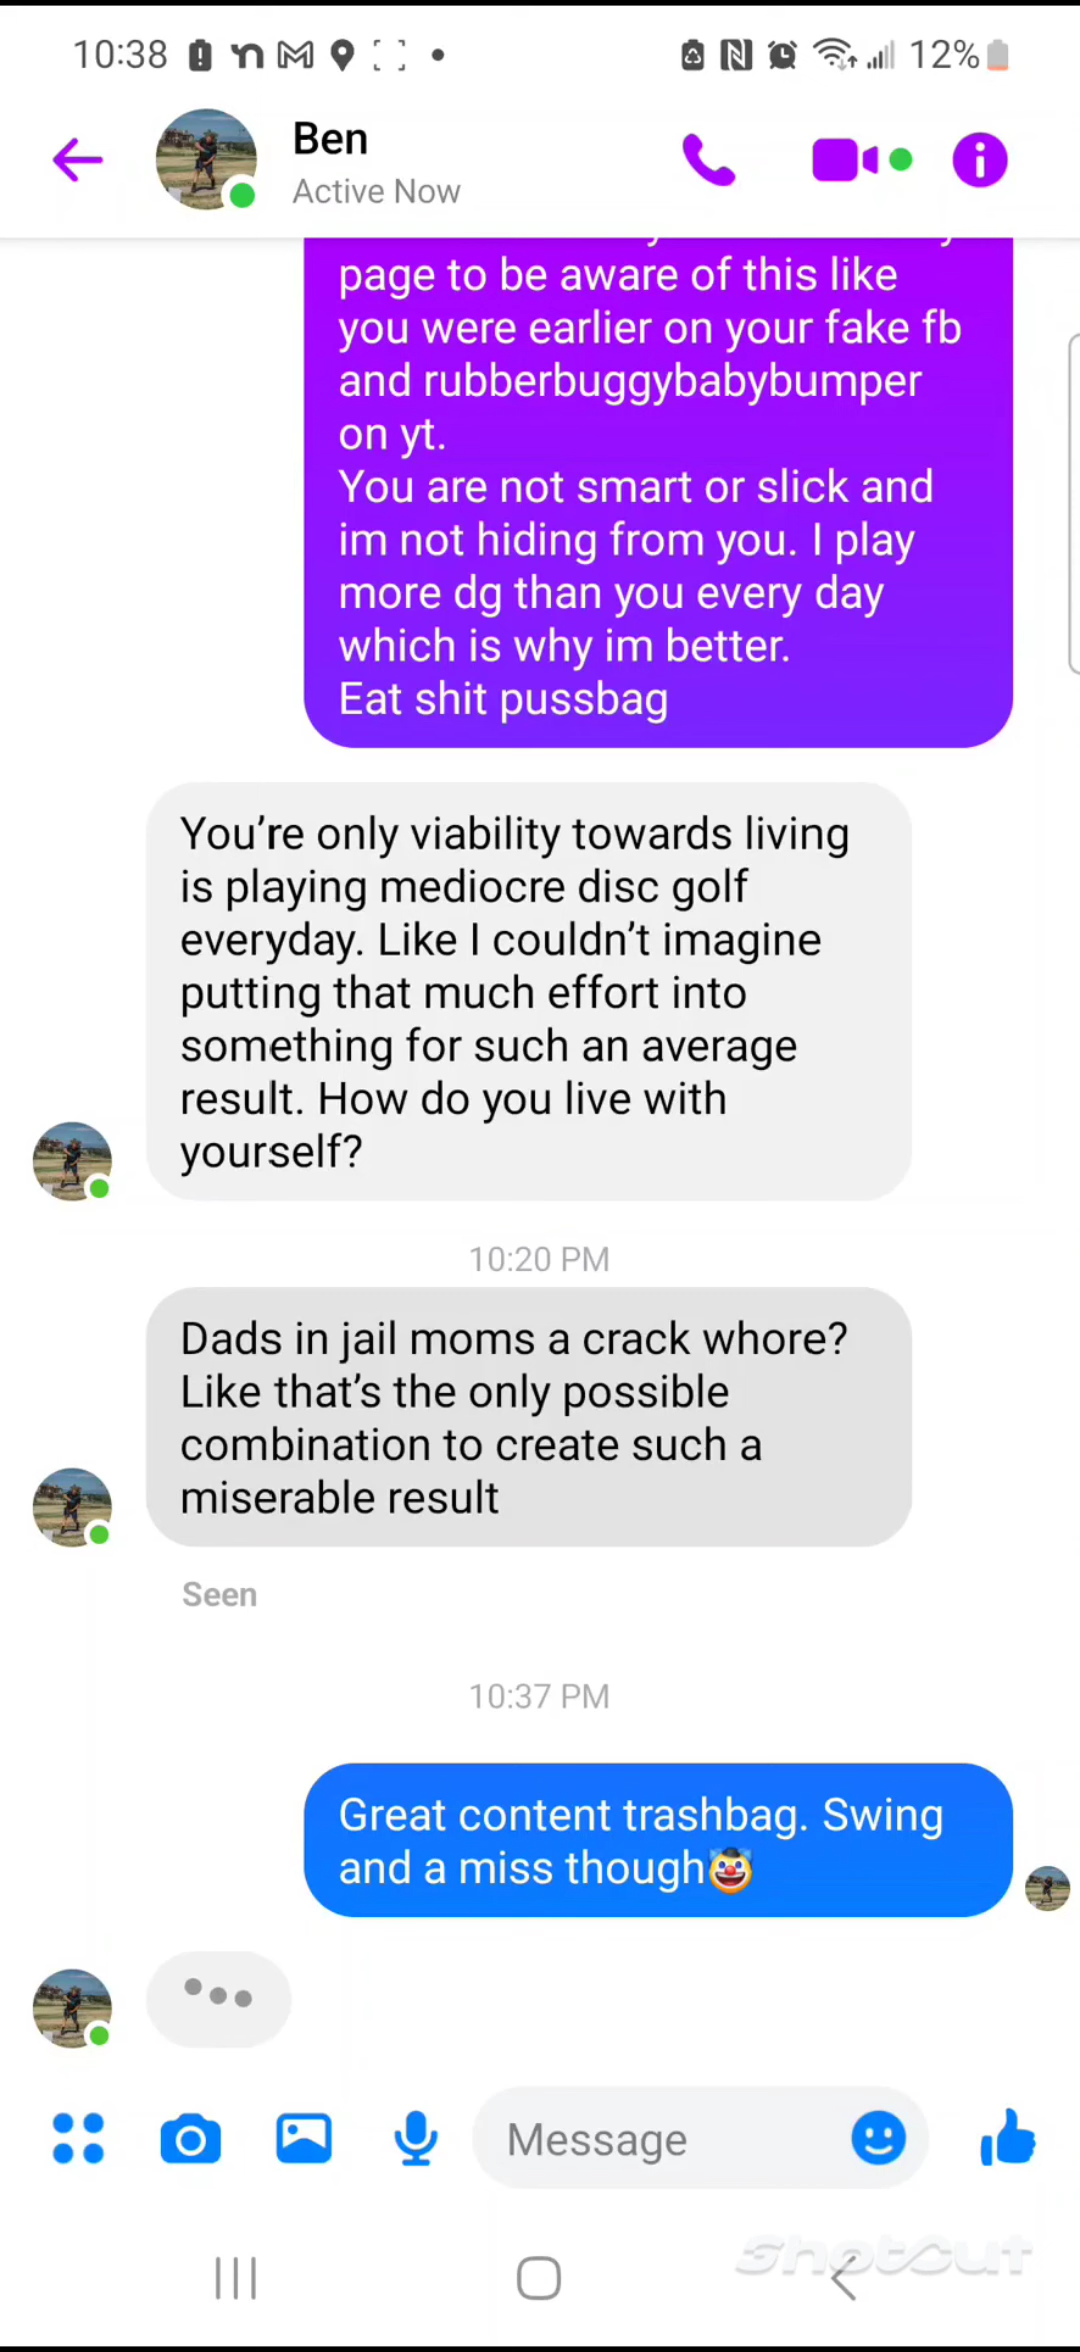 10:38
12%
Ben
Active Now
page to be aware of this like
you were earlier on your fake fb
and rubberbuggybabybumper
on yt.
You are not smart or slick and
im not hiding from you. I play
more dg than you every day
which is why im better.
Eat shit pussbag
You’re only viability towards living
is playing mediocre disc golf
everyday. Like I couldn’t imagine
putting that much effort into
something for such an average
result. How do you live with
yourself?
10:20 PM
Dads in jail moms a crack whore?
Like that’s the only possible
combination to create such a
miserable result
Seen
10:37 PM
Great content trashbag. Swing
and a miss though🤡
Message
ShotCut